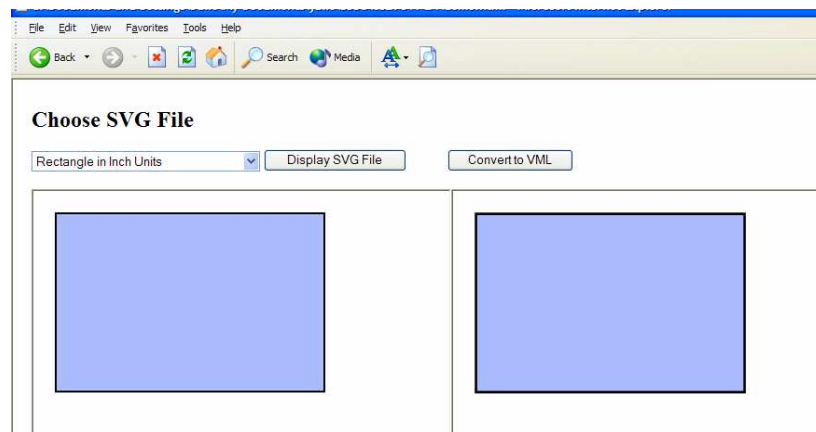 File Edit View Favorites Tools Help
Back Search Media
Choose SVG File
Rectangle in Inch Units Display SVG File Convert to VML